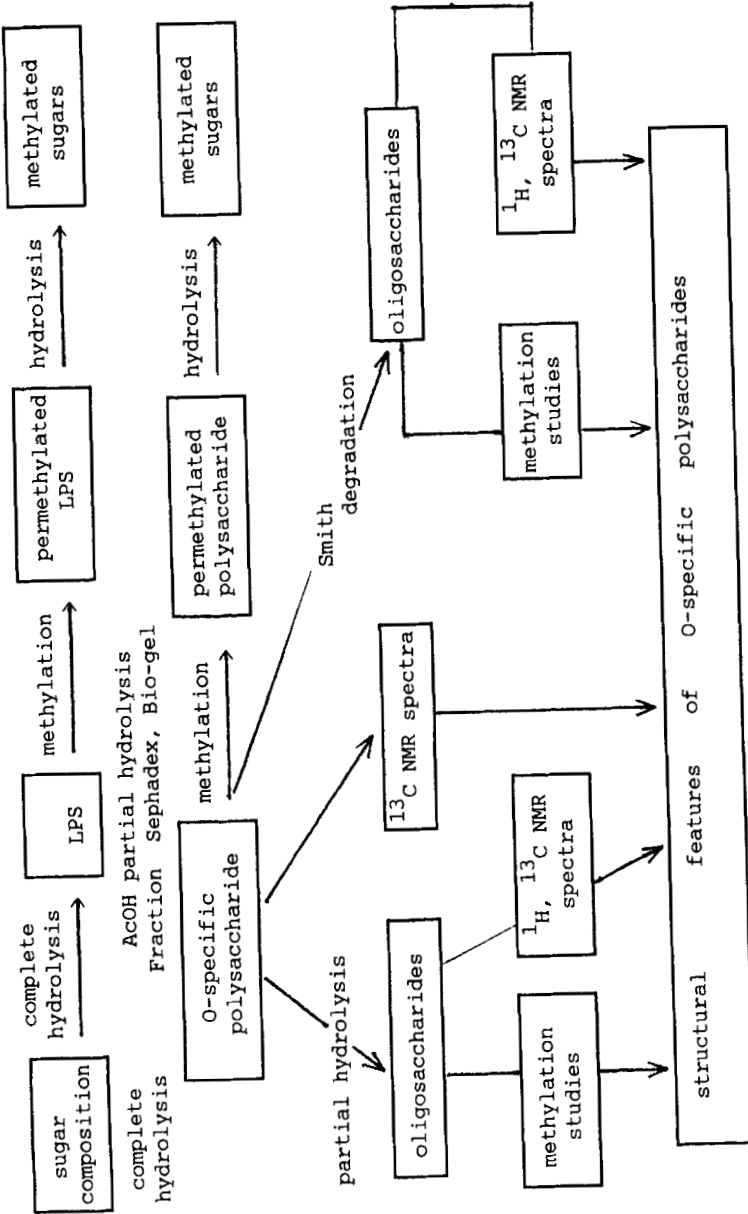 sugar
composition
complete
hydrolysis
LPS
methylation
permethylated
LPS
hydrolysis
methylated
sugars
complete
hydrolysis
AcOH partial hydrolysis
Fraction Sephadex, Bio-gel
O-specific
polysaccharide
methylation
permethylated
polysaccharide
hydrolysis
methylated
sugars
partial hydrolysis
Smith
degradation
oligosaccharides
¹³C NMR spectra
oligosaccharides
methylation
studies
¹H, ¹³C NMR
spectra
methylation
studies
¹H, ¹³C NMR
spectra
structural features of O-specific polysaccharides